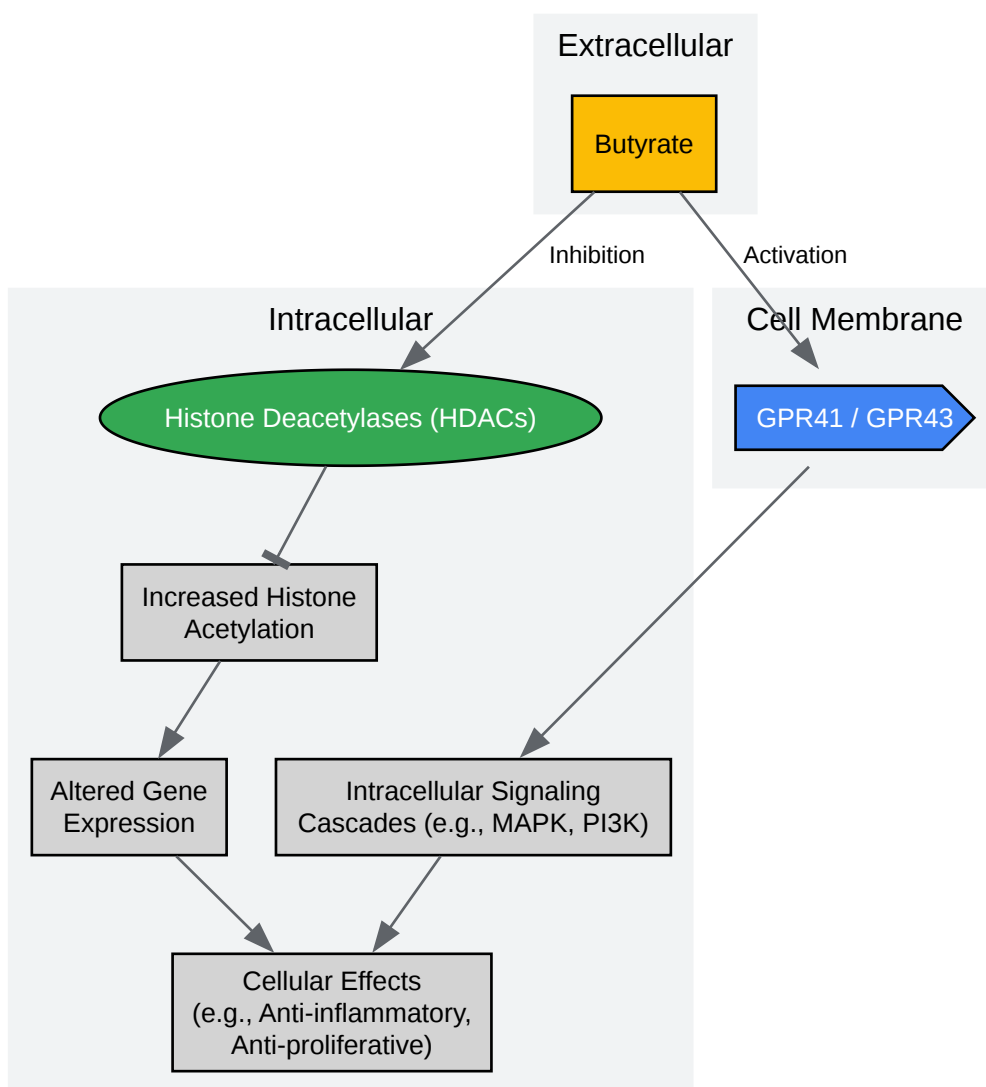 Extracellular
Butyrate
Inhibition
Activation
Intracellular
Cell Membrane
Histone Deacetylases (HDACs)
GPR41 / GPR43
Increased Histone
Acetylation
Altered Gene
Expression
Intracellular Signaling
Cascades (e.g., MAPK, PI3K)
Cellular Effects
(e.g., Anti-inflammatory,
Anti-proliferative)